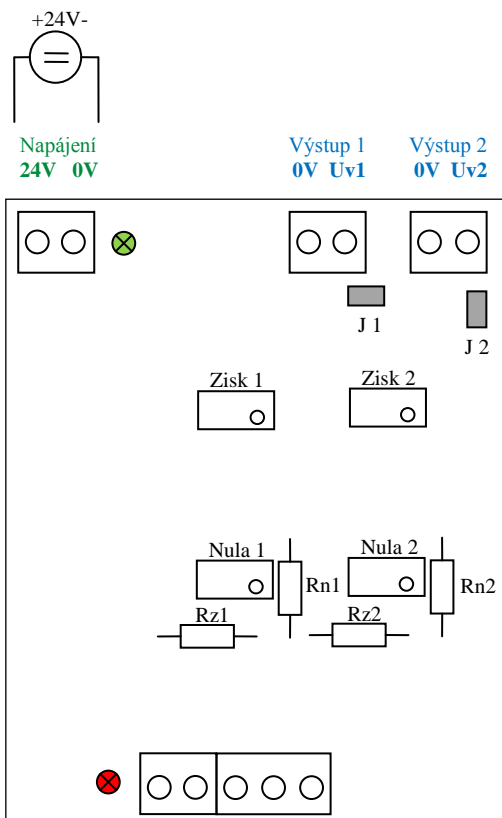 +24V-
Napájení
24V 0V
Výstup 1
0V Uv1
Výstup 2
0V Uv2
J 1
J 2
Zisk 1
Zisk 2
Nula 1
Nula 2
Rn1
Rn2
Rz1
Rz2